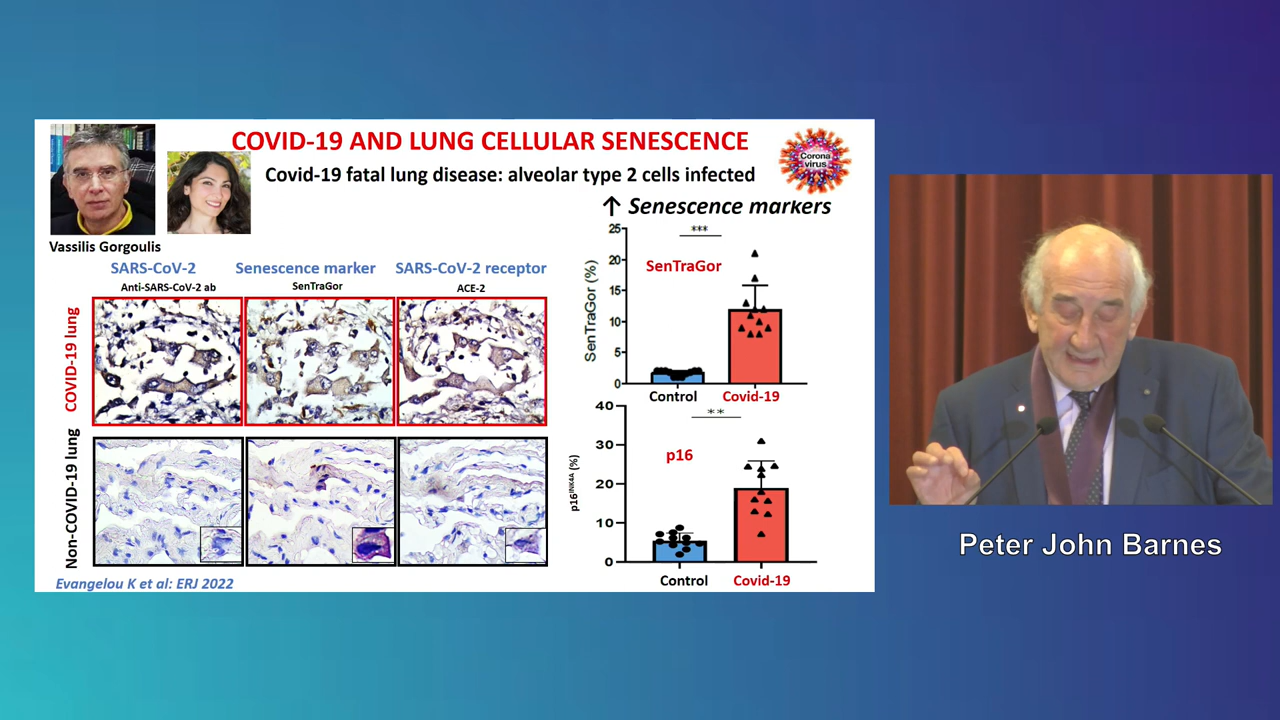 COVID-19 AND LUNG CELLULAR SENESCENCE
Corona
virus
Covid-19 fatal lung disease: alveolar type 2 cells infected
↑ Senescence markers
Vassilis Gorgoulis
SARS-CoV-2
Anti-SARS-CoV-2 ab
Senescence marker
SenTraGor
SARS-CoV-2 receptor
ACE-2
COVID-19 lung
Non-COVID-19 lung
Evangelou K et al: ERJ 2022
SenTraGor (%)
25
20
15
10
5
0
***
SenTraGor
Control
Covid-19
p16INK4A (%)
40
30
20
10
0
**
p16
Control
Covid-19
Peter John Barnes